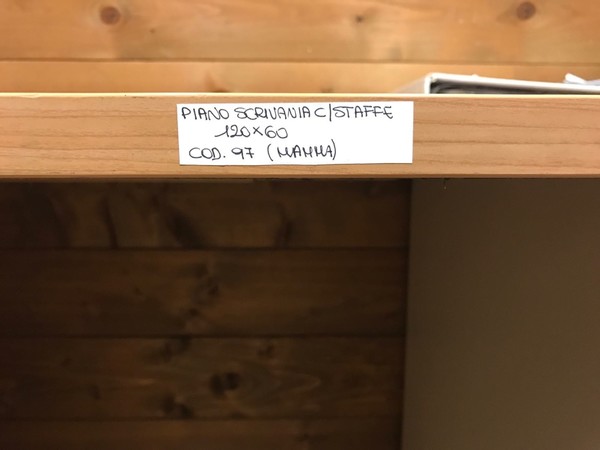 PIANO SCRIVANIA C/STAFFE
120×60
COD. 97 (MAMMA)